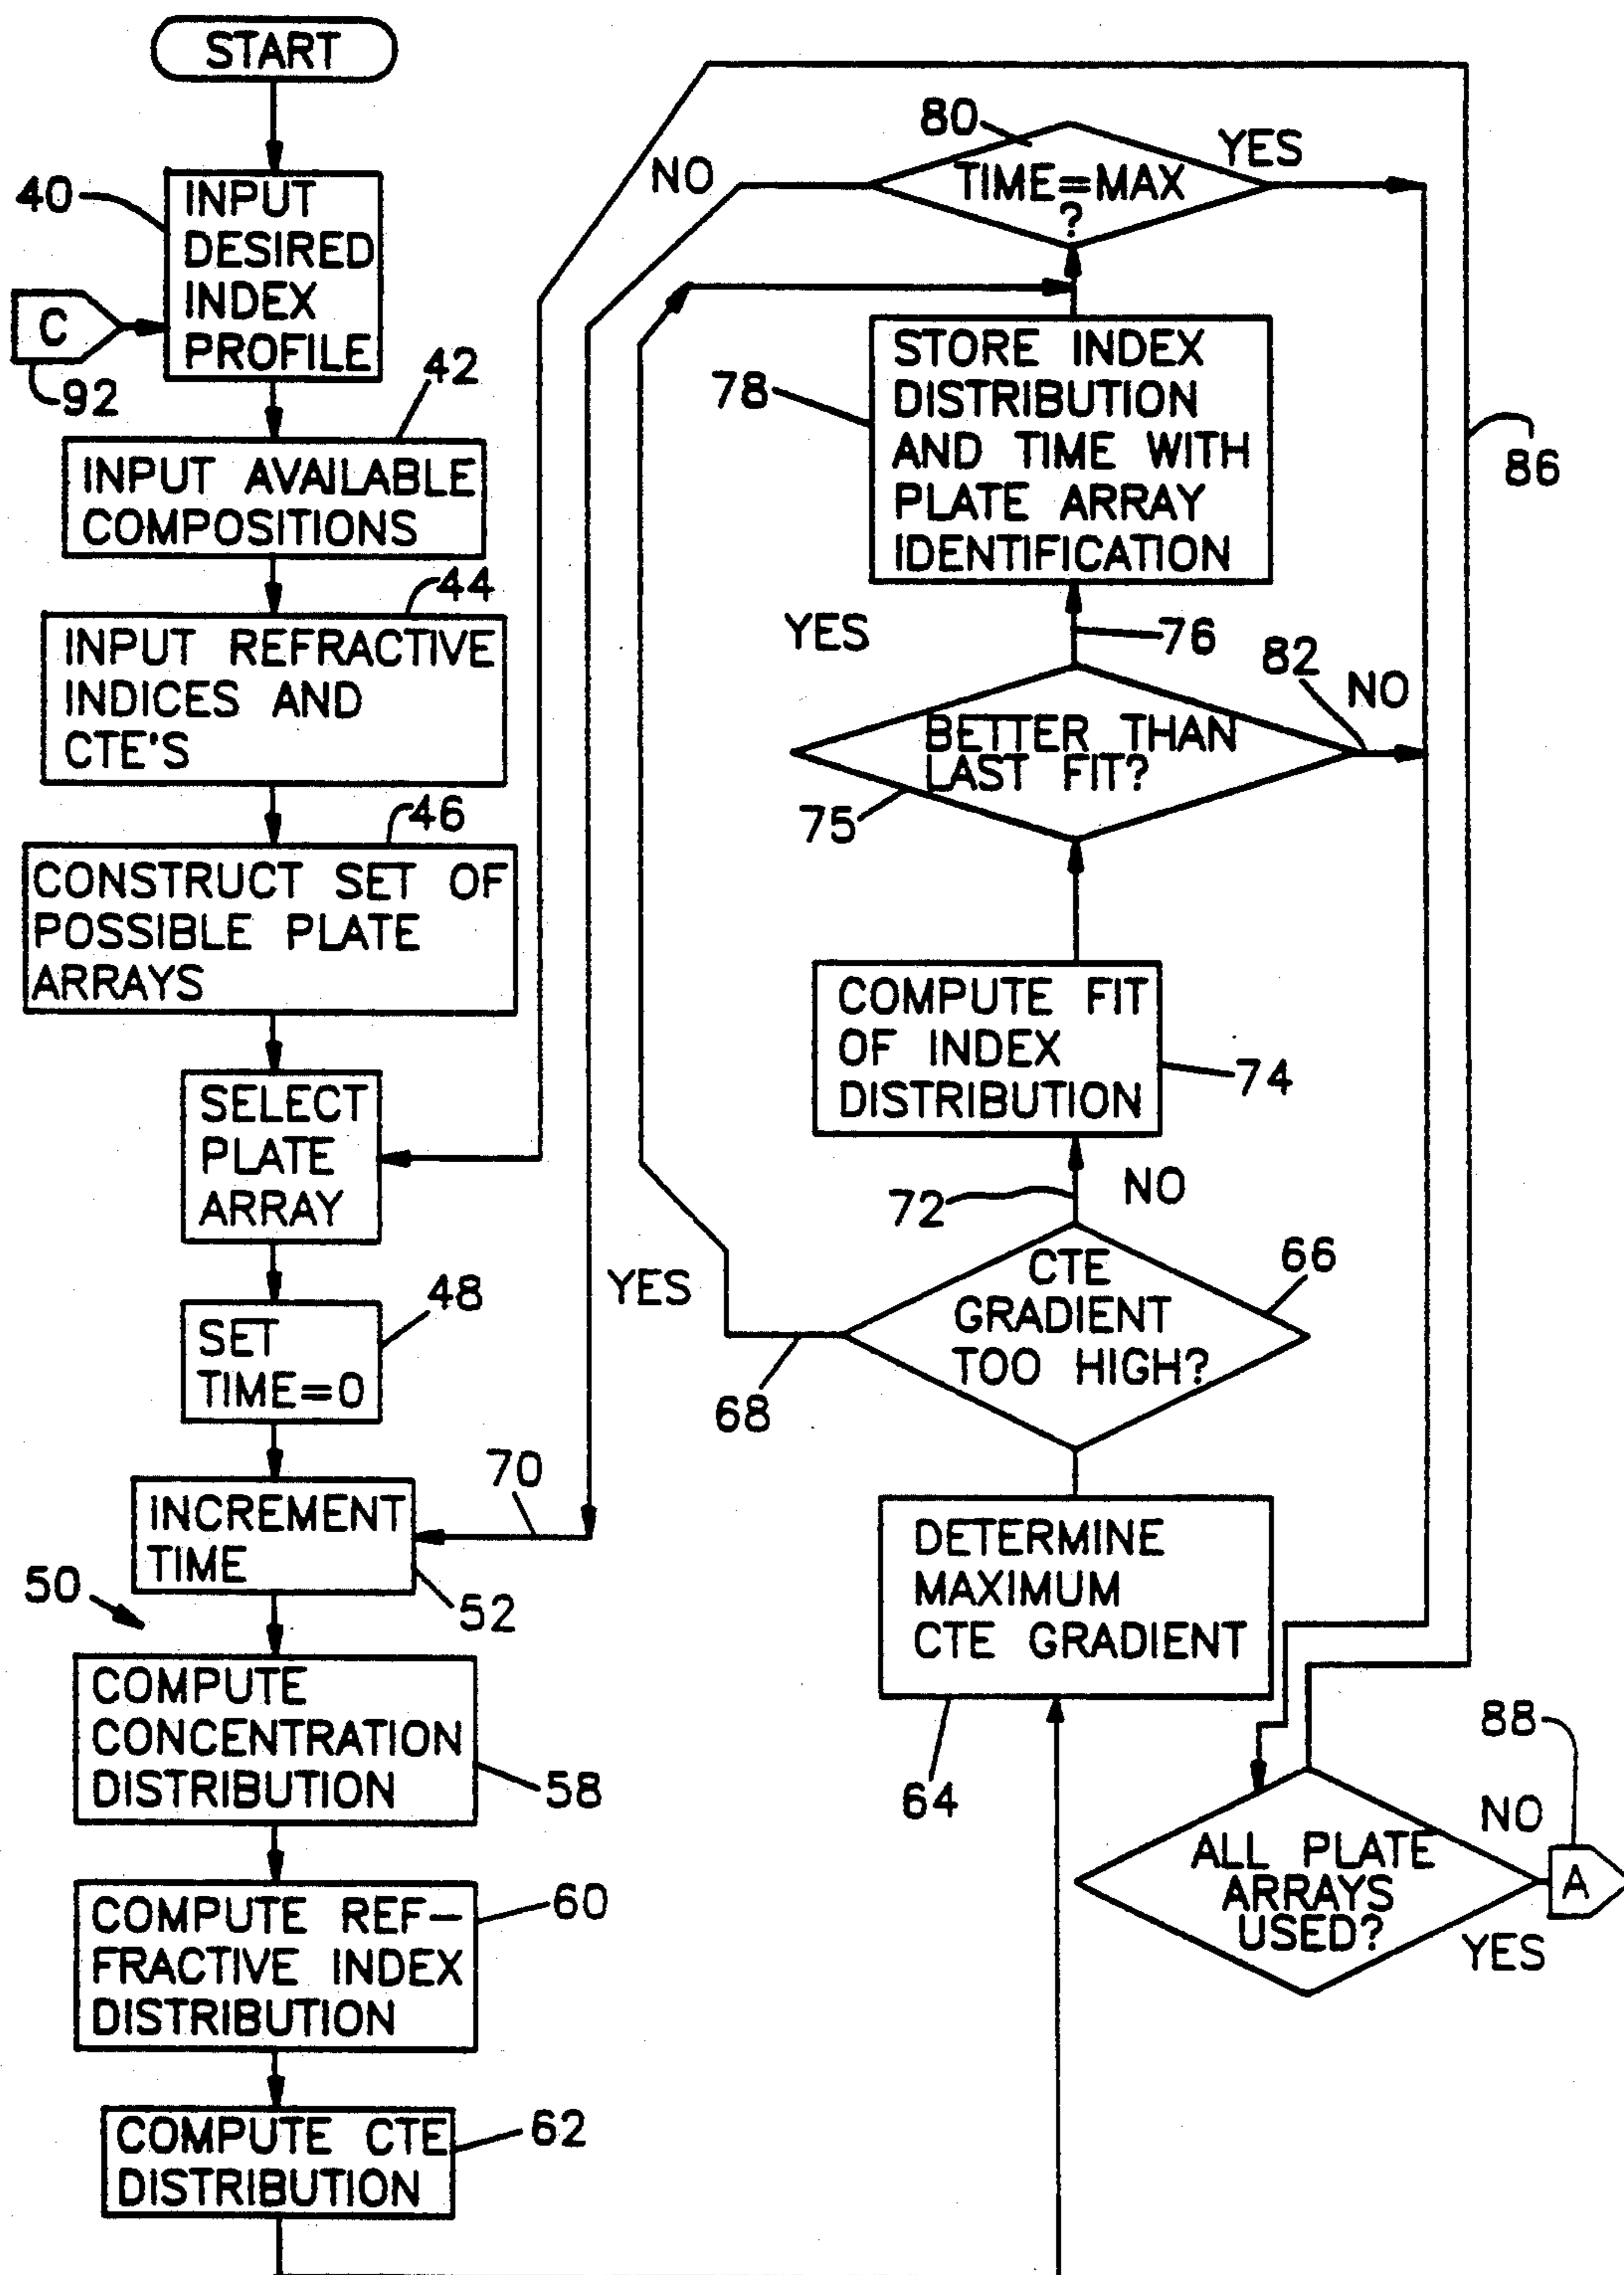 START
40
INPUT
DESIRED
INDEX
PROFILE
C
92
42
INPUT AVAILABLE
COMPOSITIONS
44
INPUT REFRACTIVE
INDICES AND
CTE'S
46
CONSTRUCT SET OF
POSSIBLE PLATE
ARRAYS
SELECT
PLATE
ARRAY
48
SET
TIME=0
70
INCREMENT
TIME
50
52
COMPUTE
CONCENTRATION
DISTRIBUTION
58
COMPUTE REF-
FRACTIVE INDEX
DISTRIBUTION
60
COMPUTE CTE
DISTRIBUTION
62
80
NO
YES
TIME=MAX
?
78
STORE INDEX
DISTRIBUTION
AND TIME WITH
PLATE ARRAY
IDENTIFICATION
86
YES
76
82
NO
BETTER THAN
LAST FIT?
75
COMPUTE FIT
OF INDEX
DISTRIBUTION
74
72
NO
66
YES
CTE
GRADIENT
TOO HIGH?
68
DETERMINE
MAXIMUM
CTE GRADIENT
64
88
NO
ALL PLATE
ARRAYS
USED?
A
YES